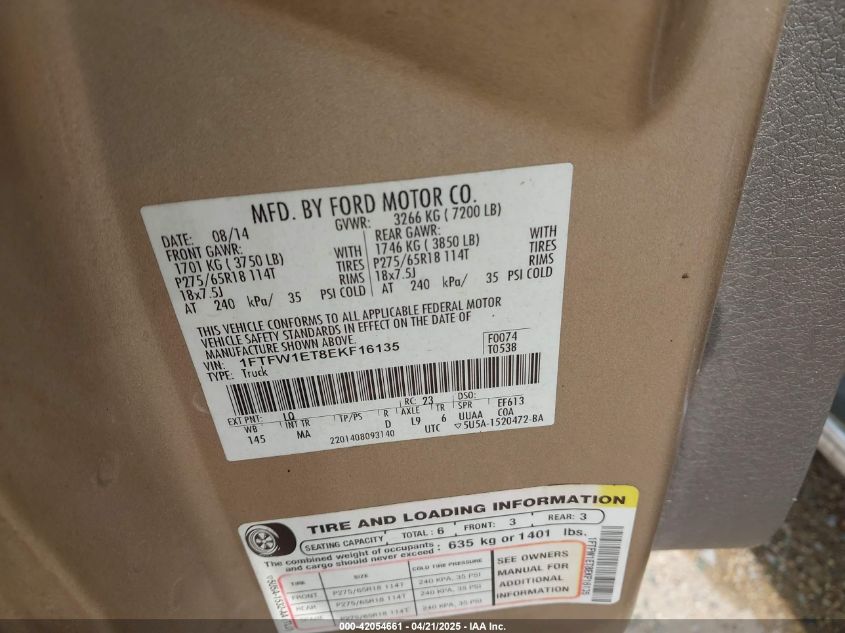 MFD. BY FORD MOTOR CO.
DATE: 08/14 GVWR: 3266 KG ( 7200 LB)
FRONT GAWR: REAR GAWR:
1701 KG ( 3750 LB) WITH 1746 KG ( 3850 LB) WITH
P275/65R18 114T TIRES P275/65R18 114T TIRES
18x7.5J RIMS 18x7.5J RIMS
AT 240 kPa/ 35 PSI COLD AT 240 kPa/ 35 PSI COLD
THIS VEHICLE CONFORMS TO ALL APPLICABLE FEDERAL MOTOR
VEHICLE SAFETY STANDARDS IN EFFECT ON THE DATE OF
MANUFACTURE SHOWN ABOVE.
VIN: 1FTFW1ET8EKF16135 F0074
TYPE: Truck T0538
EXT PNT: LQ RC: 23 DSO: EF613
WB INT TR TP/PS R AXLE TR SPR COA
145 MA D L9 6 UUAA
2201408093140 UTC ▽5U5A-1520472-BA
TIRE AND LOADING INFORMATION
SEATING CAPACITY TOTAL : 6 FRONT: 3 REAR: 3
The combined weight of occupants and cargo should never exceed : 635 kg or 1401 lbs.
TIRE SIZE COLD TIRE PRESSURE
FRONT P275/65R18 114T 240 KPA, 35 PSI
REAR P275/65R18 114T 240 KPA, 35 PSI
SEE OWNERS
MANUAL FOR
ADDITIONAL
INFORMATION
000-42054661 - 04/21/2025 - IAA Inc.